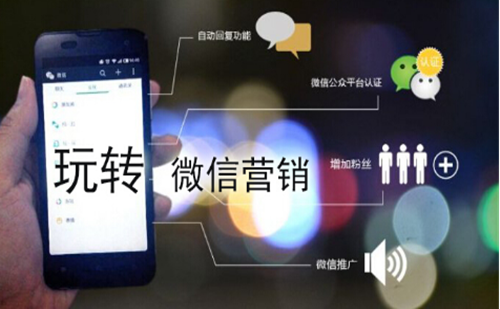 自动回复功能
认证
微信公众平台认证
玩转 微信营销
增加粉丝
微信推广